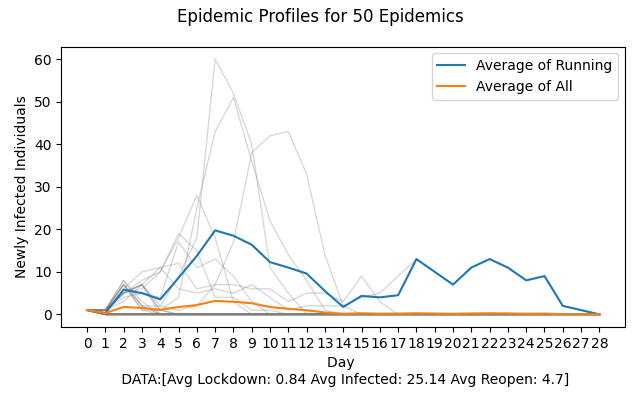 Epidemic Profiles for 50 Epidemics
Average of Running
Average of All
Newly Infected Individuals
60
50
40
30
20
10
0
0 1 2 3 4 5 6 7 8 9 10 11 12 13 14 15 16 17 18 19 20 21 22 23 24 25 26 27 28
Day
DATA:[Avg Lockdown: 0.84 Avg Infected: 25.14 Avg Reopen: 4.7]